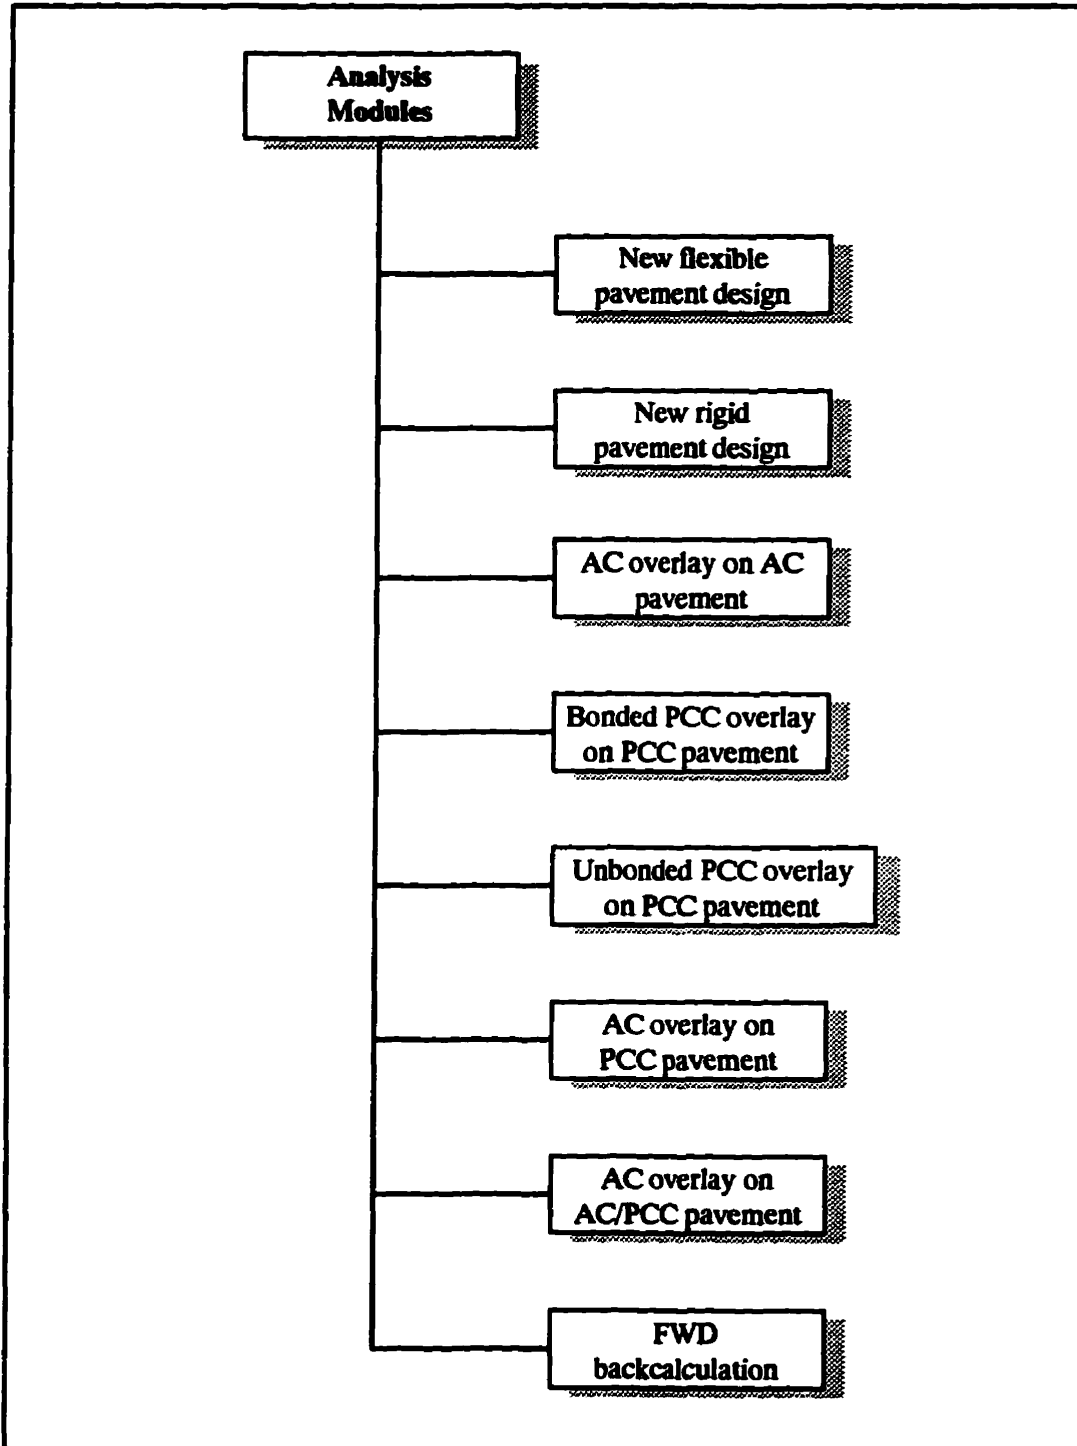 Analysis
Modules
New flexible
pavement design
New rigid
pavement design
AC overlay on AC
pavement
Bonded PCC overlay
on PCC pavement
Unbonded PCC overlay
on PCC pavement
AC overlay on
PCC pavement
AC overlay on
AC/PCC pavement
FWD
backcalculation